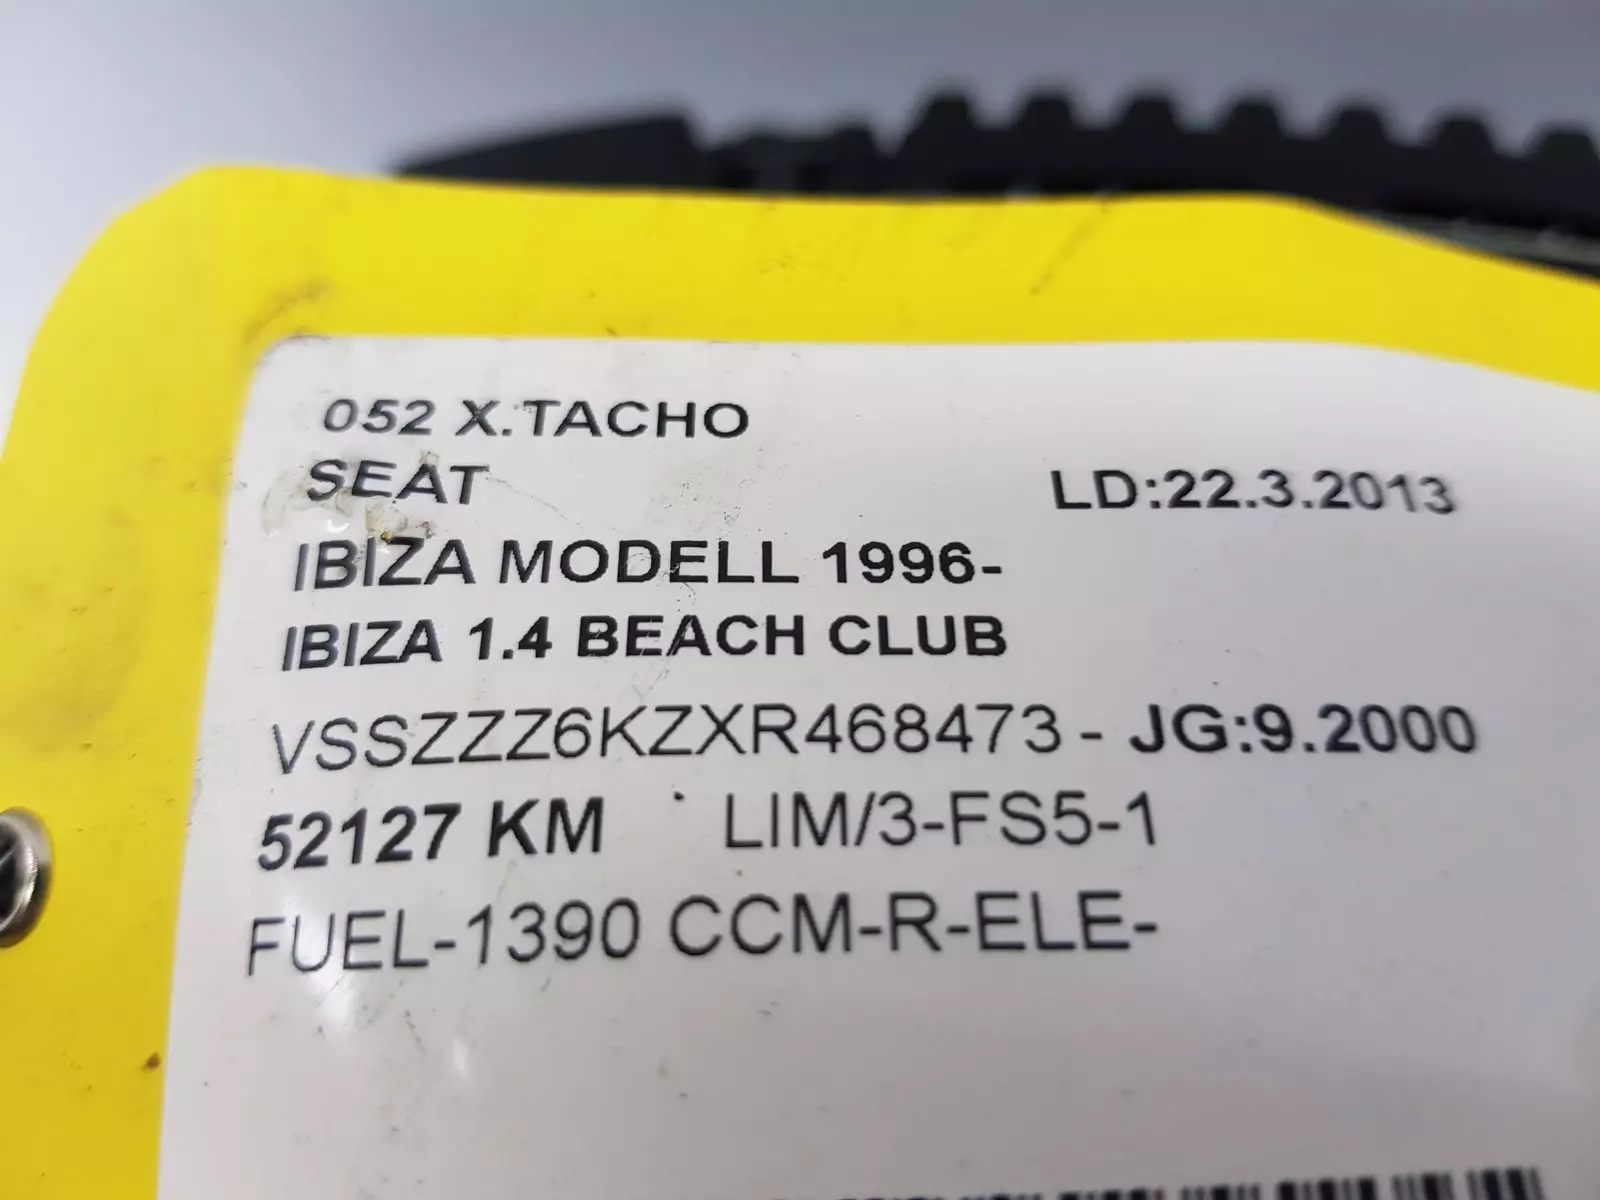 052 X.TACHO
SEAT LD:22.3.2013
IBIZA MODELL 1996-
IBIZA 1.4 BEACH CLUB
VSSZZZ6KZXR468473 - JG:9.2000
52127 KM LIM/3-FS5-1
FUEL-1390 CCM-R-ELE-